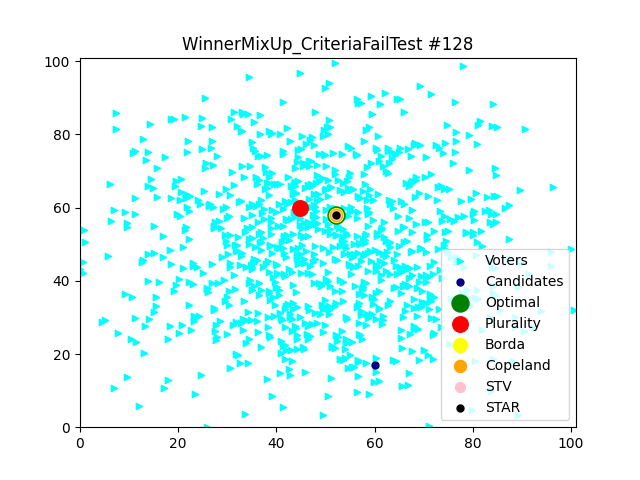 WinnerMixUp_CriteriaFailTest #128
100
80
60
40
20
0
0
20
40
60
80
100
Voters
Candidates
Optimal
Plurality
Borda
Copeland
STV
STAR